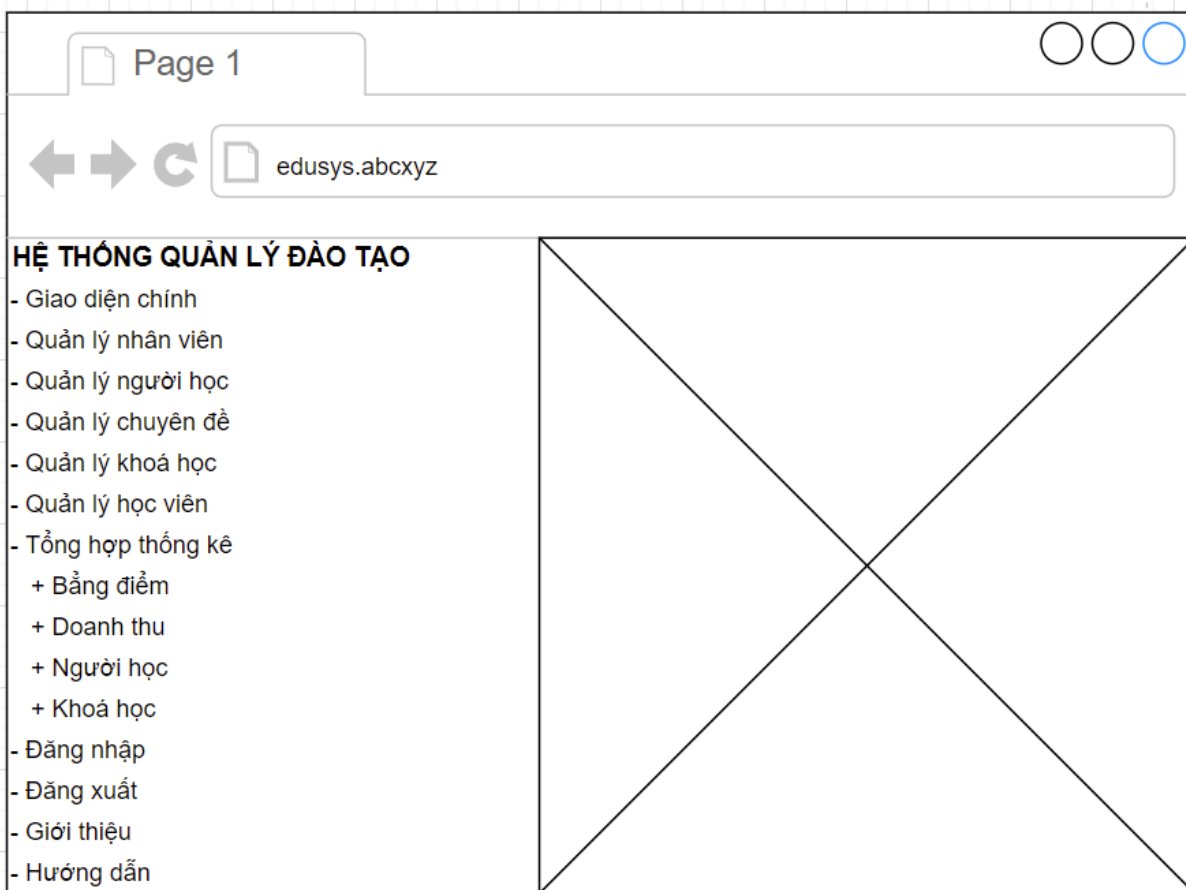 Page 1
edusys.abcxyz
HỆ THỐNG QUẢN LÝ ĐÀO TẠO
- Giao diện chính
- Quản lý nhân viên
- Quản lý người học
- Quản lý chuyên đề
- Quản lý khoá học
- Quản lý học viên
- Tổng hợp thống kê
+ Bảng điểm
+ Doanh thu
+ Người học
+ Khoá học
- Đăng nhập
- Đăng xuất
- Giới thiệu
- Hướng dẫn